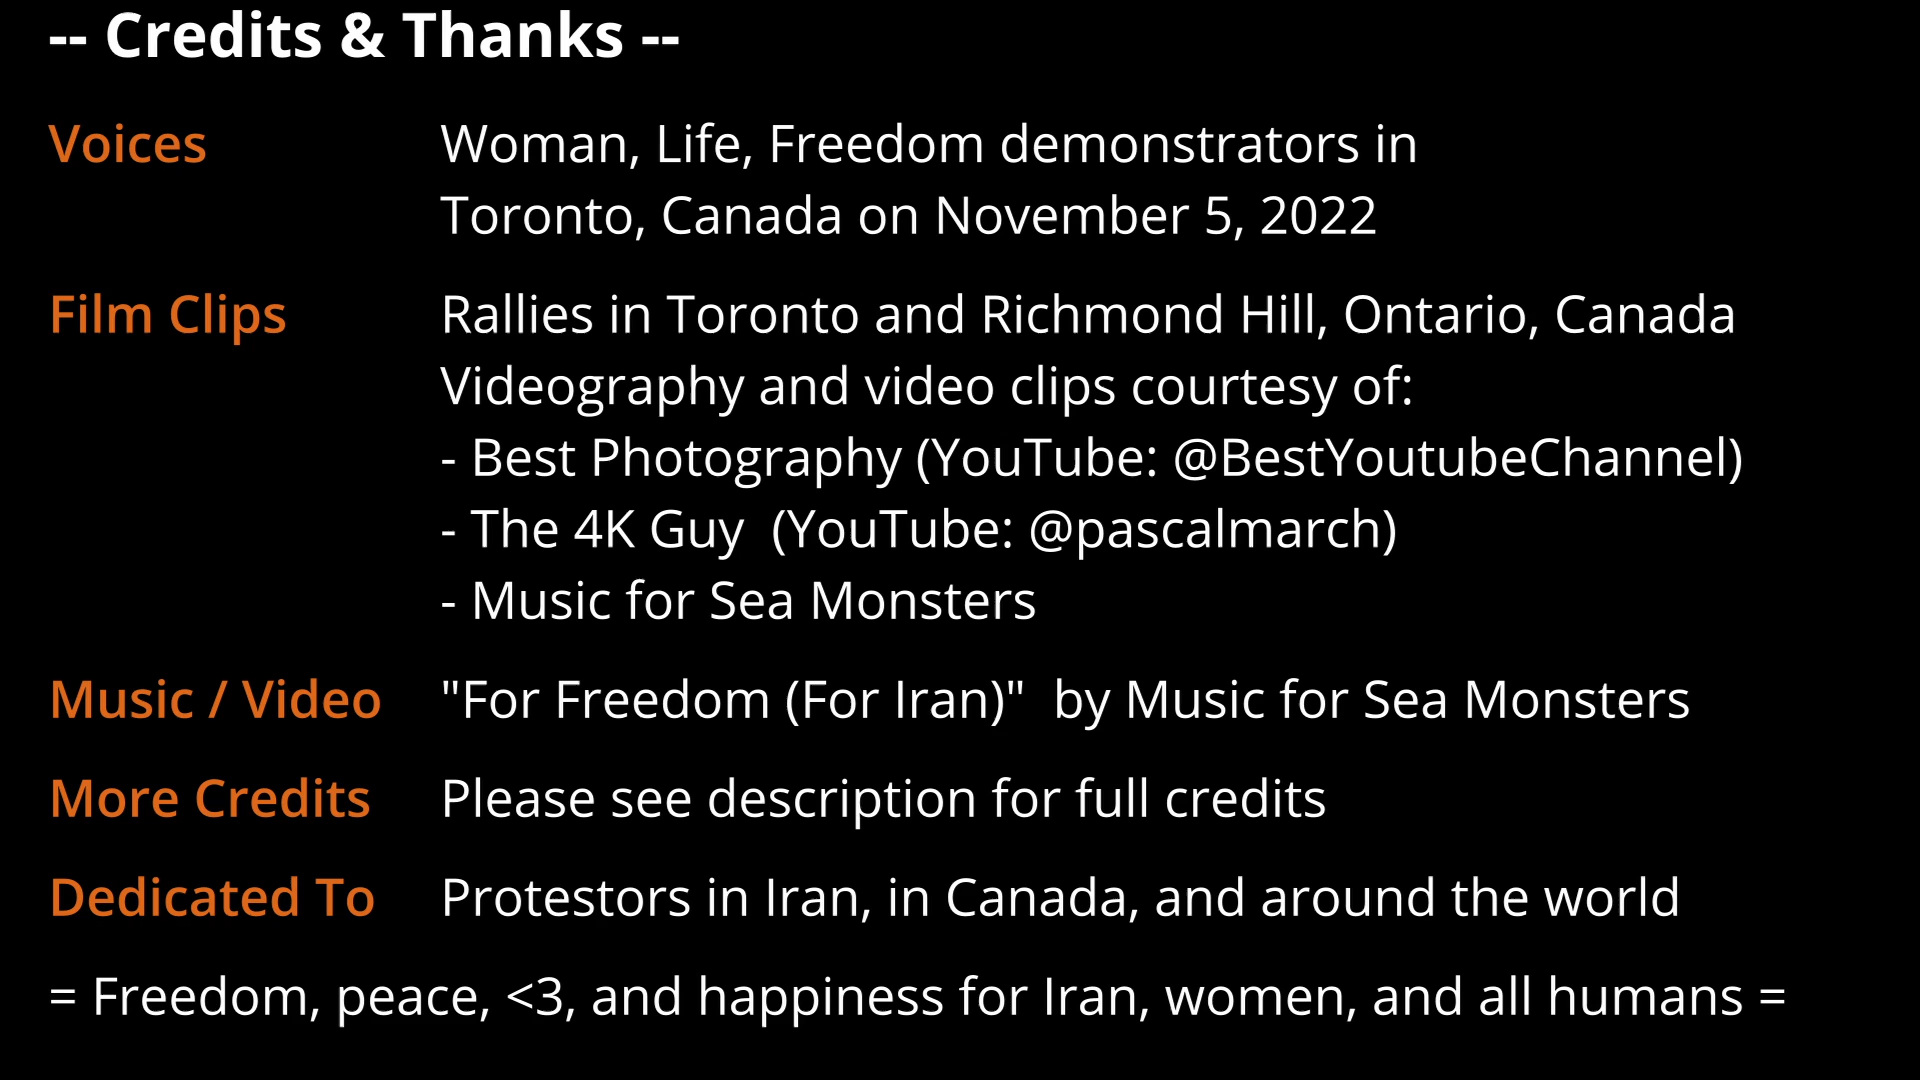 -- Credits & Thanks --
Voices Woman, Life, Freedom demonstrators in
Toronto, Canada on November 5, 2022
Film Clips Rallies in Toronto and Richmond Hill, Ontario, Canada
Videography and video clips courtesy of:
- Best Photography (YouTube: @BestYoutubeChannel)
- The 4K Guy  (YouTube: @pascalmarch)
- Music for Sea Monsters
Music / Video "For Freedom (For Iran)"  by Music for Sea Monsters
More Credits Please see description for full credits
Dedicated To Protestors in Iran, in Canada, and around the world
= Freedom, peace, <3, and happiness for Iran, women, and all humans =